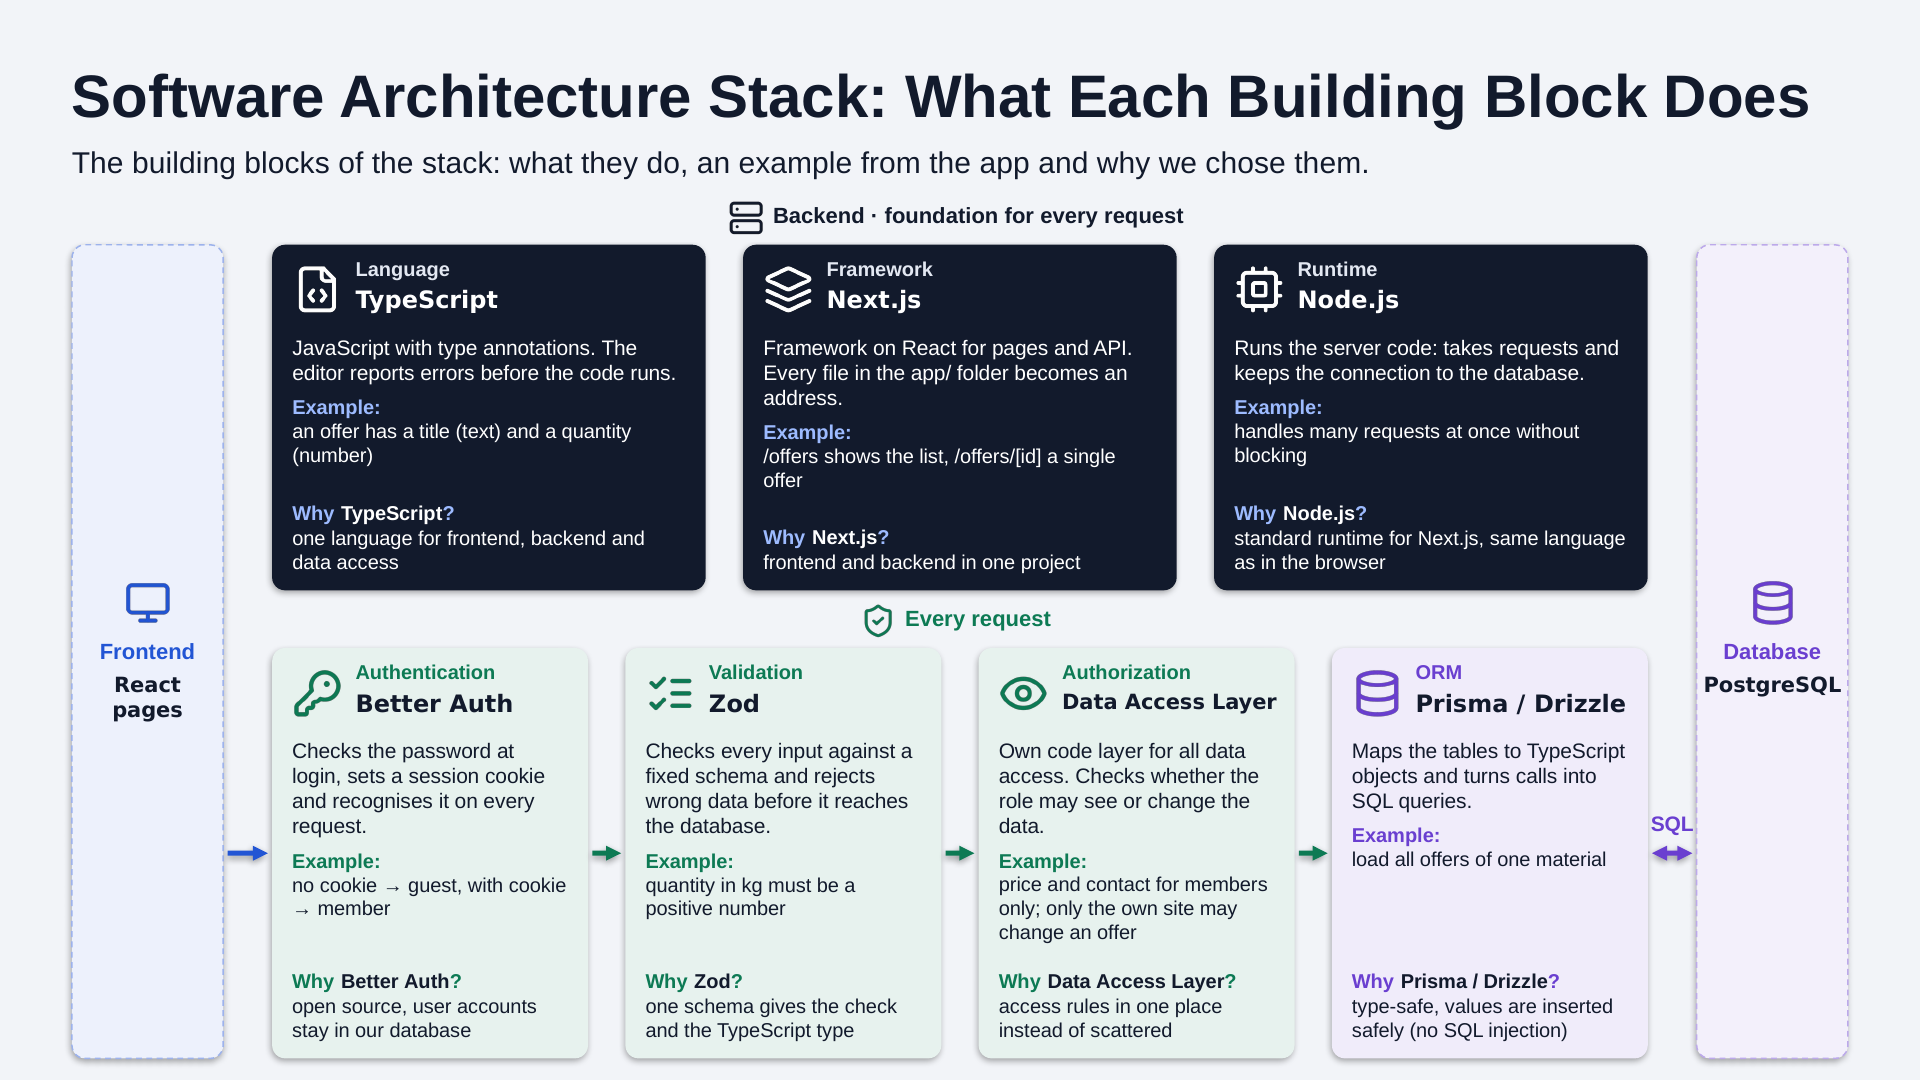 Software Architecture Stack: What Each Building Block Does
The building blocks of the stack: what they do, an example from the app and why we chose them.
Backend · foundation for every request
Frontend
React
pages
Language
TypeScript
JavaScript with type annotations. The
editor reports errors before the code runs.
Example:
an offer has a title (text) and a quantity
(number)
Why TypeScript?
one language for frontend, backend and
data access
Framework
Next.js
Framework on React for pages and API.
Every file in the app/ folder becomes an
address.
Example:
/offers shows the list, /offers/[id] a single
offer
Why Next.js?
frontend and backend in one project
Runtime
Node.js
Runs the server code: takes requests and
keeps the connection to the database.
Example:
handles many requests at once without
blocking
Why Node.js?
standard runtime for Next.js, same language
as in the browser
Every request
Authentication
Better Auth
Checks the password at
login, sets a session cookie
and recognises it on every
request.
Example:
no cookie → guest, with cookie
→ member
Why Better Auth?
open source, user accounts
stay in our database
Validation
Zod
Checks every input against a
fixed schema and rejects
wrong data before it reaches
the database.
Example:
quantity in kg must be a
positive number
Why Zod?
one schema gives the check
and the TypeScript type
Authorization
Data Access Layer
Own code layer for all data
access. Checks whether the
role may see or change the
data.
Example:
price and contact for members
only; only the own site may
change an offer
Why Data Access Layer?
access rules in one place
instead of scattered
ORM
Prisma / Drizzle
Maps the tables to TypeScript
objects and turns calls into
SQL queries.
Example:
load all offers of one material
Why Prisma / Drizzle?
type-safe, values are inserted
safely (no SQL injection)
SQL
Database
PostgreSQL